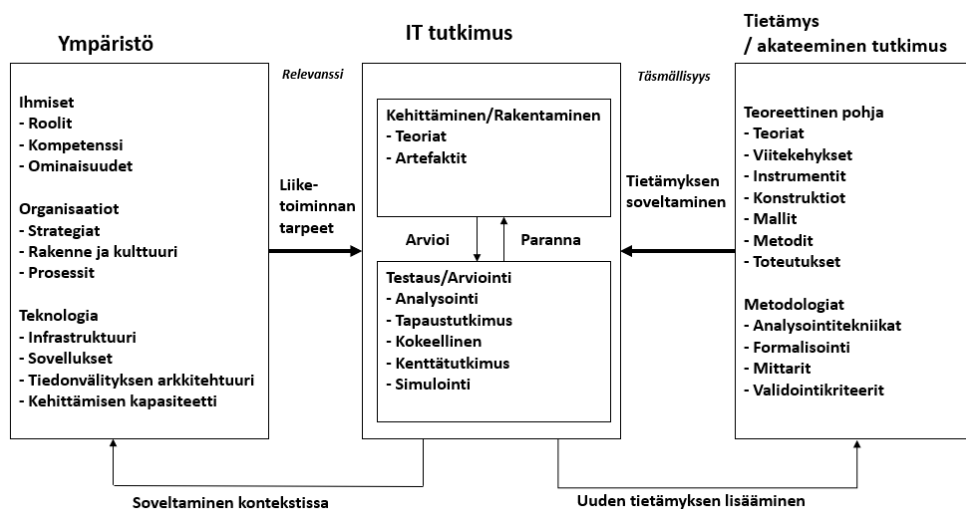 Ympäristö
IT tutkimus
Tietämys
/ akateeminen tutkimus
Relevanssi
Täsmällisyys
Ihmiset
- Roolit
- Kompetenssi
- Ominaisuudet
Organisaatiot
- Strategiat
- Rakenne ja kulttuuri
- Prosessit
Teknologia
- Infrastruktuuri
- Sovellukset
- Tiedonvälityksen arkkitehtuuri
- Kehittämisen kapasiteetti
Liike-
toiminnan
tarpeet
Kehittäminen/Rakentaminen
- Teoriat
- Artefaktit
Arvioi
Paranna
Testaus/Arviointi
- Analysointi
- Tapaustutkimus
- Kokeellinen
- Kenttätutkimus
- Simulointi
Tietämyksen
soveltaminen
Teoreettinen pohja
- Teoriat
- Viitekehykset
- Instrumentit
- Konstruktiot
- Mallit
- Metodit
- Toteutukset
Metodologiat
- Analysointitekniikat
- Formalisointi
- Mittarit
- Validointikriteerit
Soveltaminen kontekstissa
Uuden tietämyksen lisääminen